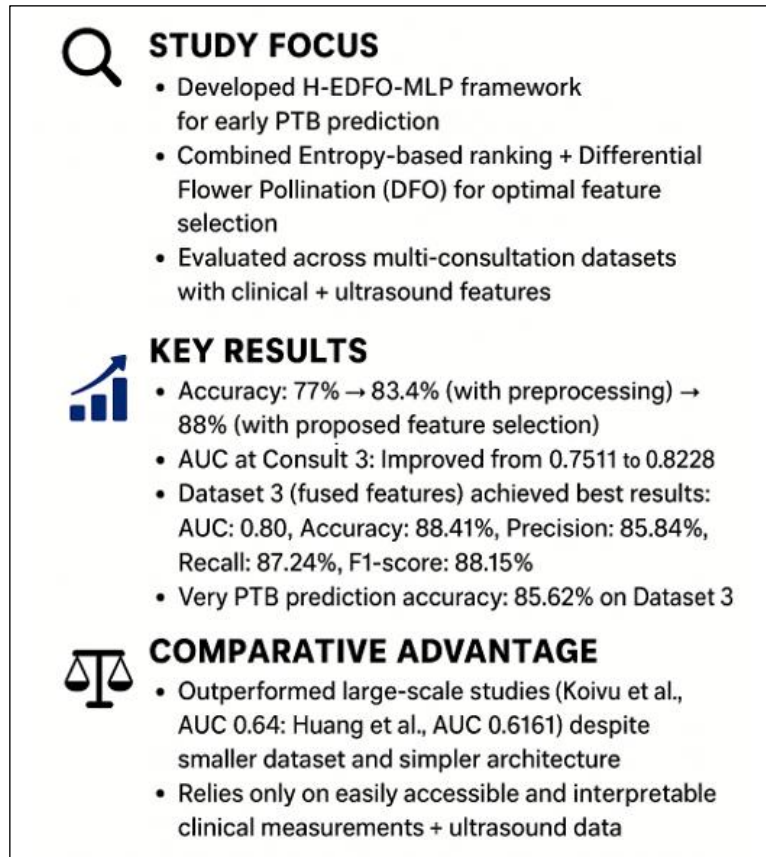 STUDY FOCUS
• Developed H-EDFO-MLP framework
for early PTB prediction
• Combined Entropy-based ranking + Differential
Flower Pollination (DFO) for optimal feature
selection
• Evaluated across multi-consultation datasets
with clinical + ultrasound features
KEY RESULTS
• Accuracy: 77% → 83.4% (with preprocessing) →
88% (with proposed feature selection)
• AUC at Consult 3: Improved from 0.7511 to 0.8228
• Dataset 3 (fused features) achieved best results:
AUC: 0.80, Accuracy: 88.41%, Precision: 85.84%,
Recall: 87.24%, F1-score: 88.15%
• Very PTB prediction accuracy: 85.62% on Dataset 3
COMPARATIVE ADVANTAGE
• Outperformed large-scale studies (Koivu et al.,
AUC 0.64: Huang et al., AUC 0.6161) despite
smaller dataset and simpler architecture
• Relies only on easily accessible and interpretable
clinical measurements + ultrasound data